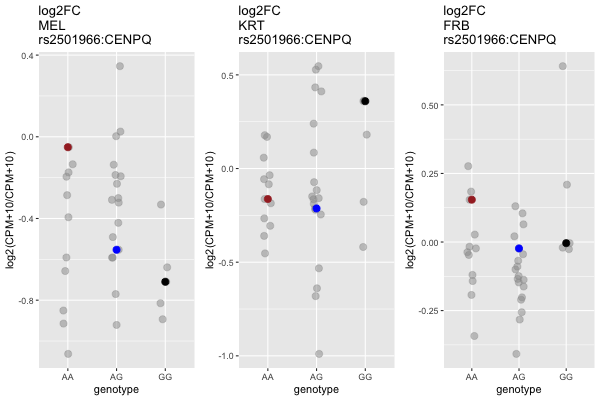 log2FC
MEL
rs2501966:CENPQ
log2(CPM+10/CPM+10)
0.4
0.0
-0.4
-0.8
AA
AG
GG
genotype
log2FC
KRT
rs2501966:CENPQ
log2(CPM+10/CPM+10)
0.5
0.0
-0.5
-1.0
AA
AG
GG
genotype
log2FC
FRB
rs2501966:CENPQ
log2(CPM+10/CPM+10)
0.50
0.25
0.00
-0.25
AA
AG
GG
genotype